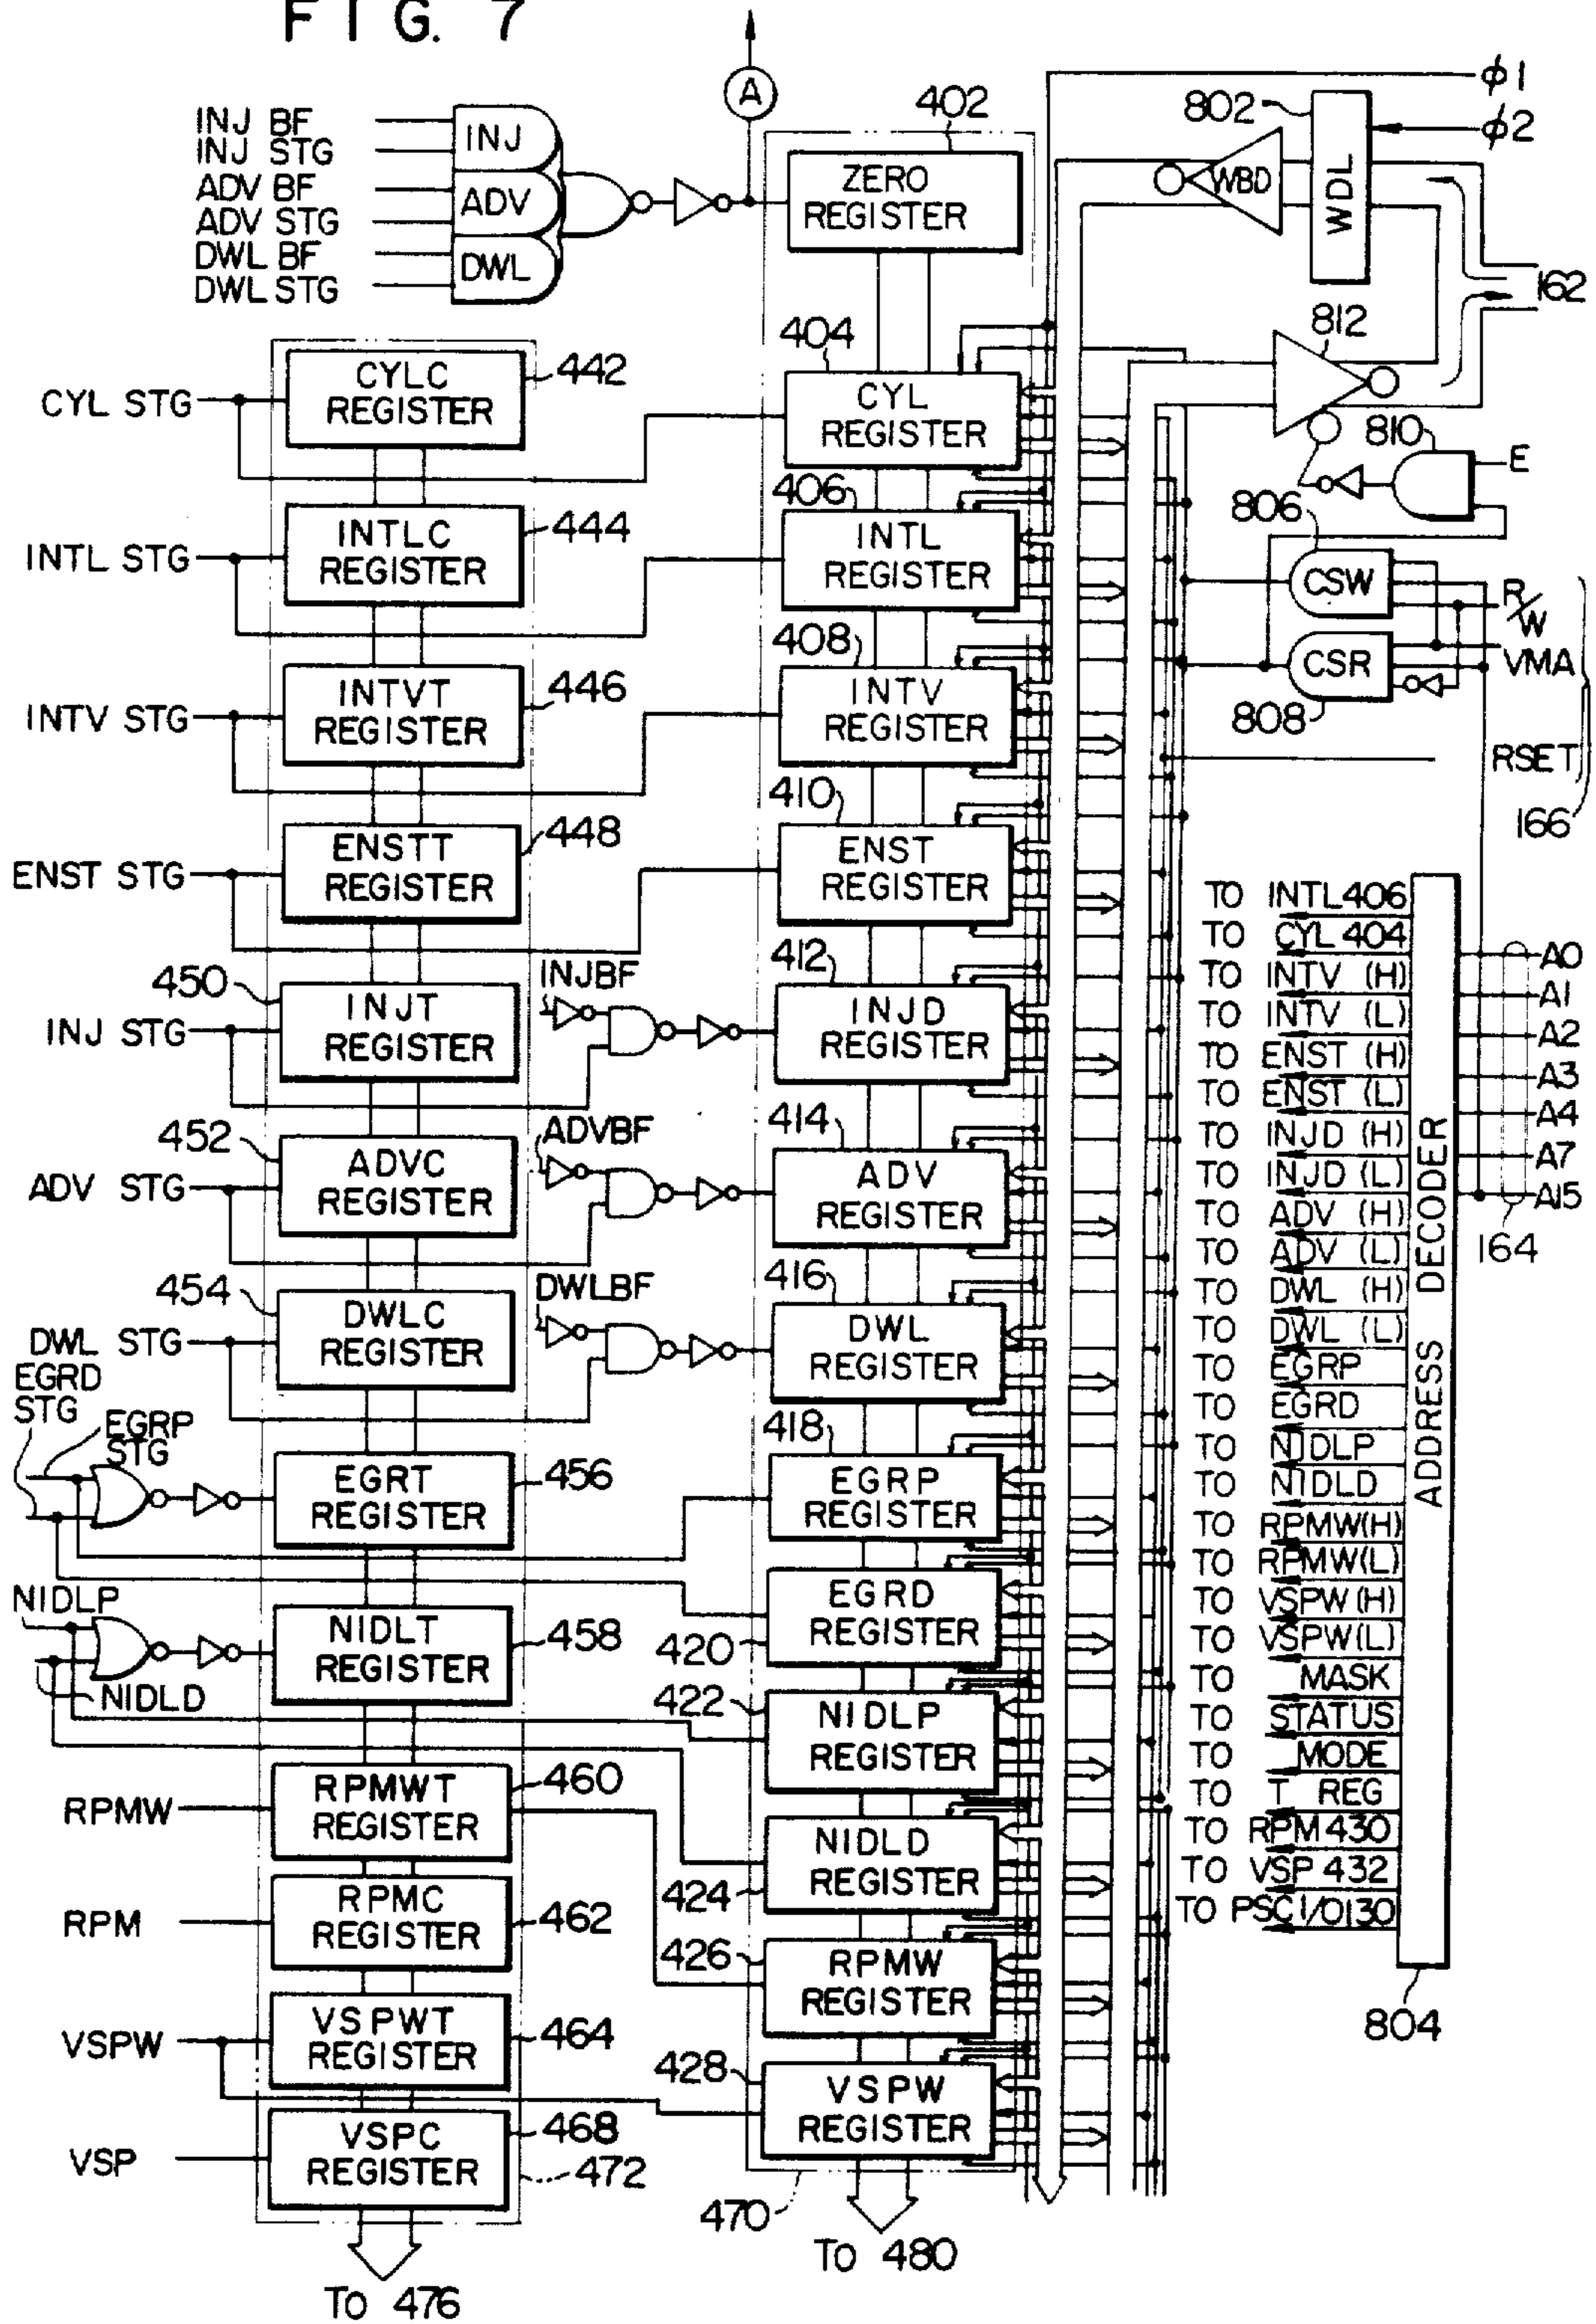 FIG. 7
INJ BF
INJ STG
ADV BF
ADV STG
DWL BF
DWL STG
INJ
ADV
DWL
A
402
ZERO
REGISTER
802
φ1
φ2
WBD
WDL
162
812
810
E
806
CSW
R/W
VMA
CSR
808
RSET
166
CYL STG
CYLC
REGISTER
442
404
CYL
REGISTER
INTL STG
INTLC
REGISTER
444
406
INTL
REGISTER
INTV STG
INTVT
REGISTER
446
408
INTV
REGISTER
ENST STG
ENSTT
REGISTER
448
410
ENST
REGISTER
450
INJ STG
INJT
REGISTER
INJBF
412
INJD
REGISTER
452
ADV STG
ADVC
REGISTER
ADVBF
414
ADV
REGISTER
454
DWL STG
DWLC
REGISTER
DWLBF
416
DWL
REGISTER
EGRD
STG
EGRP
STG
EGRT
REGISTER
456
418
EGRP
REGISTER
EGRD
REGISTER
420
NIDLP
NIDLD
NIDLT
REGISTER
458
422
NIDLP
REGISTER
RPMW
RPMWT
REGISTER
460
NIDLD
REGISTER
424
RPM
RPMC
REGISTER
462
426
RPMW
REGISTER
VSPW
VSPWT
REGISTER
464
428
VSPW
REGISTER
VSP
VSPC
REGISTER
468
472
470
TO 480
TO 476
TO INTL406
TO CYL 404
TO INTV (H)
TO INTV (L)
TO ENST (H)
TO ENST (L)
TO INJD (H)
TO INJD (L)
TO ADV (H)
TO ADV (L)
TO DWL (H)
TO DWL (L)
TO EGRP
TO EGRD
TO NIDLP
TO NIDLD
TO RPMW(H)
TO RPMW(L)
TO VSPW(H)
TO VSPW(L)
TO MASK
TO STATUS
TO MODE
TO T REG
TO RPM430
TO VSP 432
TO PSCI/O130
ADDRESS DECODER
A0
A1
A2
A3
A4
A7
A15
164
804